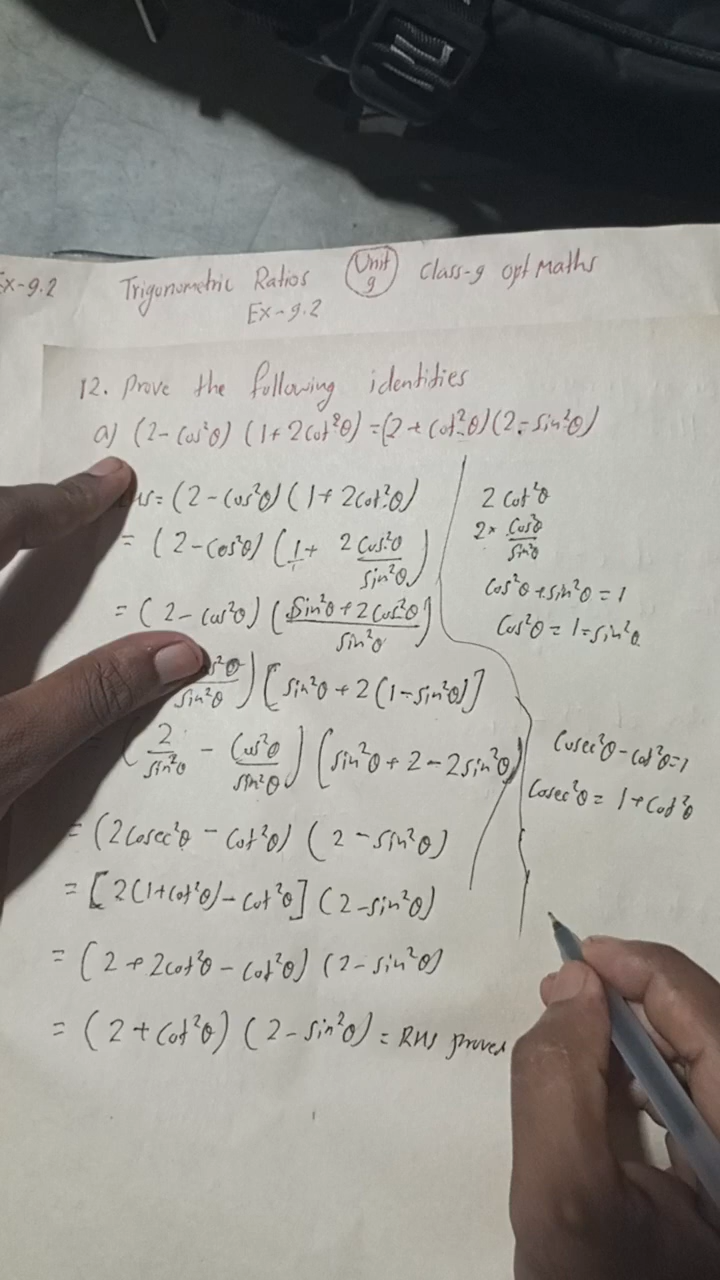 Ex-9.2
Trigonometric Ratios Unit 9 Class-9 opt Maths
Ex-9.2
12. Prove the following identities
a) (2-Cos²θ) (1+2Cot²θ) = (2+Cot²θ)(2-Sin²θ)
= (2-Cos²θ) (1+2Cot²θ)
= (2-Cos²θ) (1 + 2Cos²θ/Sin²θ)
= (2-Cos²θ) ((Sin²θ+2Cos²θ)/Sin²θ)
/Sin²θ) [Sin²θ+2(1-Sin²θ)]
(2/Sin²θ - Cos²θ/Sin²θ) (Sin²θ+2-2Sin²θ)
= (2Cosec²θ - Cot²θ) (2-Sin²θ)
= [2(1+Cot²θ)-Cot²θ] (2-Sin²θ)
= (2+2Cot²θ-Cot²θ) (2-Sin²θ)
= (2+Cot²θ) (2-Sin²θ) = RHS proved
2 Cot²θ
2× Cos²θ/Sin²θ
Cos²θ+Sin²θ=1
Cos²θ=1-Sin²θ
Cosec²θ-Cot²θ=1
Cosec²θ=1+Cot²θ